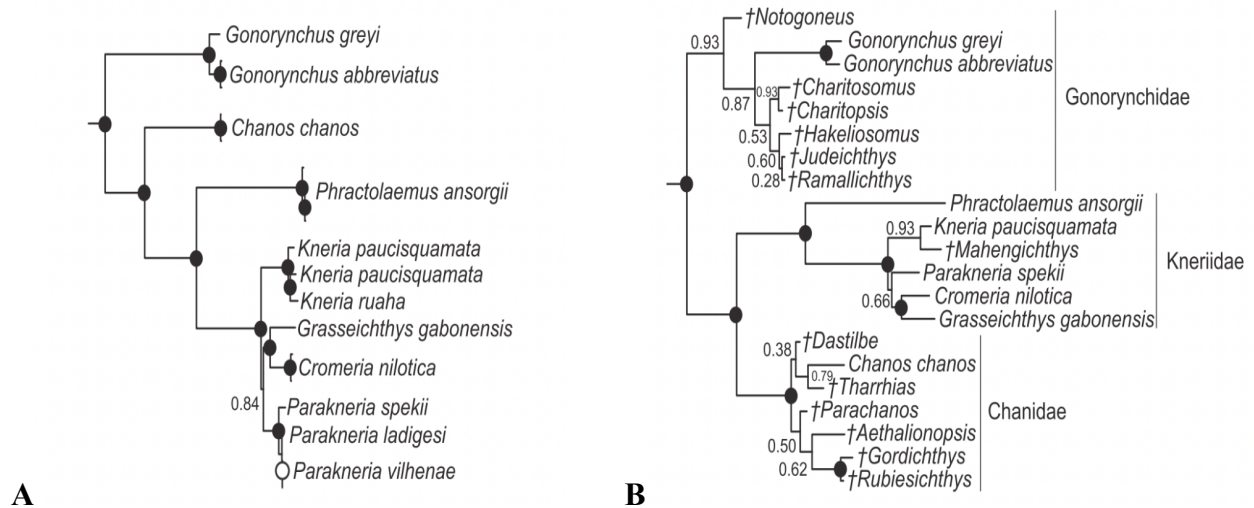 Gonorynchus greyi
Gonorynchus abbreviatus
Chanos chanos
Phractolaemus ansorgii
Kneria paucisquamata
Kneria paucisquamata
Kneria ruaha
Grasseichthys gabonensis
Cromeria nilotica
0.84
Parakneria spekii
Parakneria ladigesi
Parakneria vilhenae
A
†Notogoneus
0.93
Gonorynchus greyi
Gonorynchus abbreviatus
0.93
†Charitosomus
0.87
†Charitopsis
0.53
†Hakeliosomus
0.60
†Judeichthys
0.28
†Ramallichthys
Gonorynchidae
Phractolaemus ansorgii
0.93
Kneria paucisquamata
†Mahengichthys
Parakneria spekii
0.66
Cromeria nilotica
Grasseichthys gabonensis
Kneriidae
†Dastilbe
0.38
Chanos chanos
0.79
†Tharrhias
†Parachanos
0.50
†Aethalionopsis
0.62
†Gordichthys
†Rubiesichthys
Chanidae
B